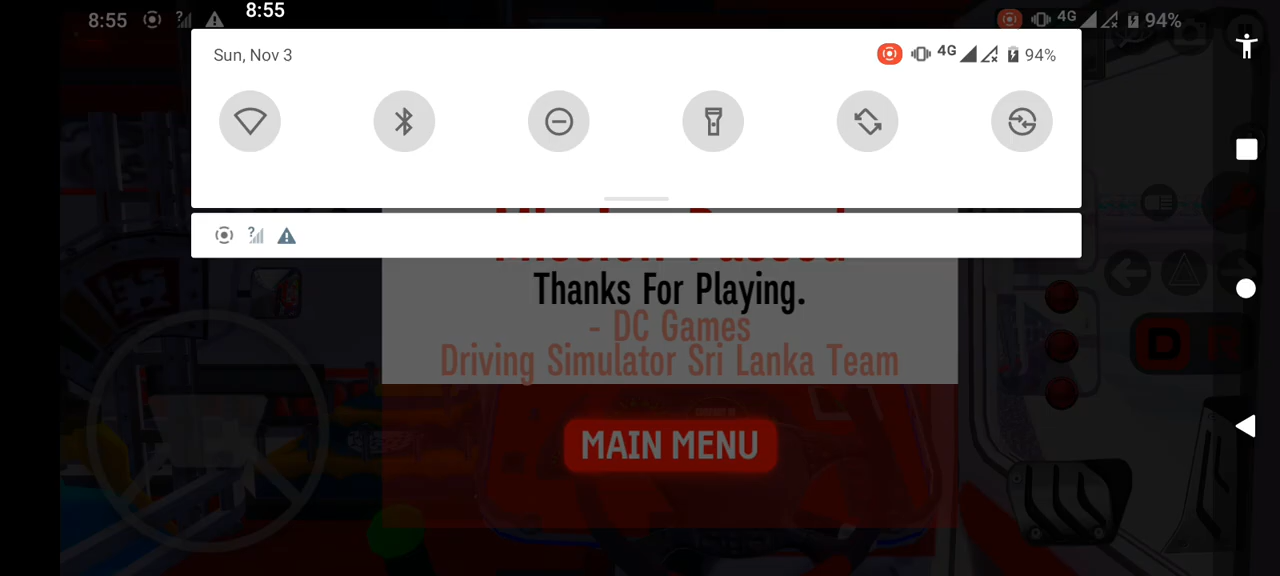 8:55
8:55
4G
94%
Sun, Nov 3
4G
94%
Thanks For Playing.
- DC Games
Driving Simulator Sri Lanka Team
MAIN MENU
D R